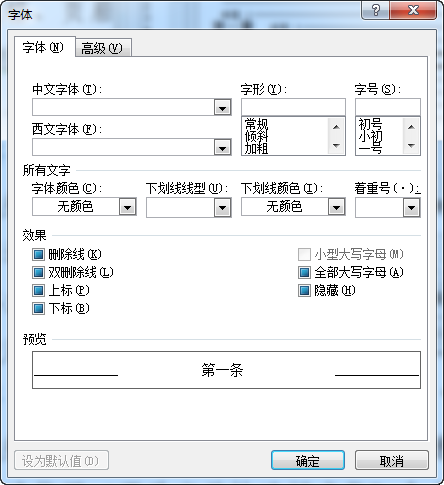 字体
字体(N)
高级(V)
中文字体(T):
字形(Y):
字号(S):
西文字体(F):
常规
倾斜
加粗
初号
小初
一号
所有文字
字体颜色(C):
下划线线型(U):
下划线颜色(I):
着重号(·):
无颜色
无颜色
效果
删除线(K)
双删除线(L)
上标(P)
下标(B)
小型大写字母(M)
全部大写字母(A)
隐藏(H)
预览
第一条
设为默认值(D)
确定
取消